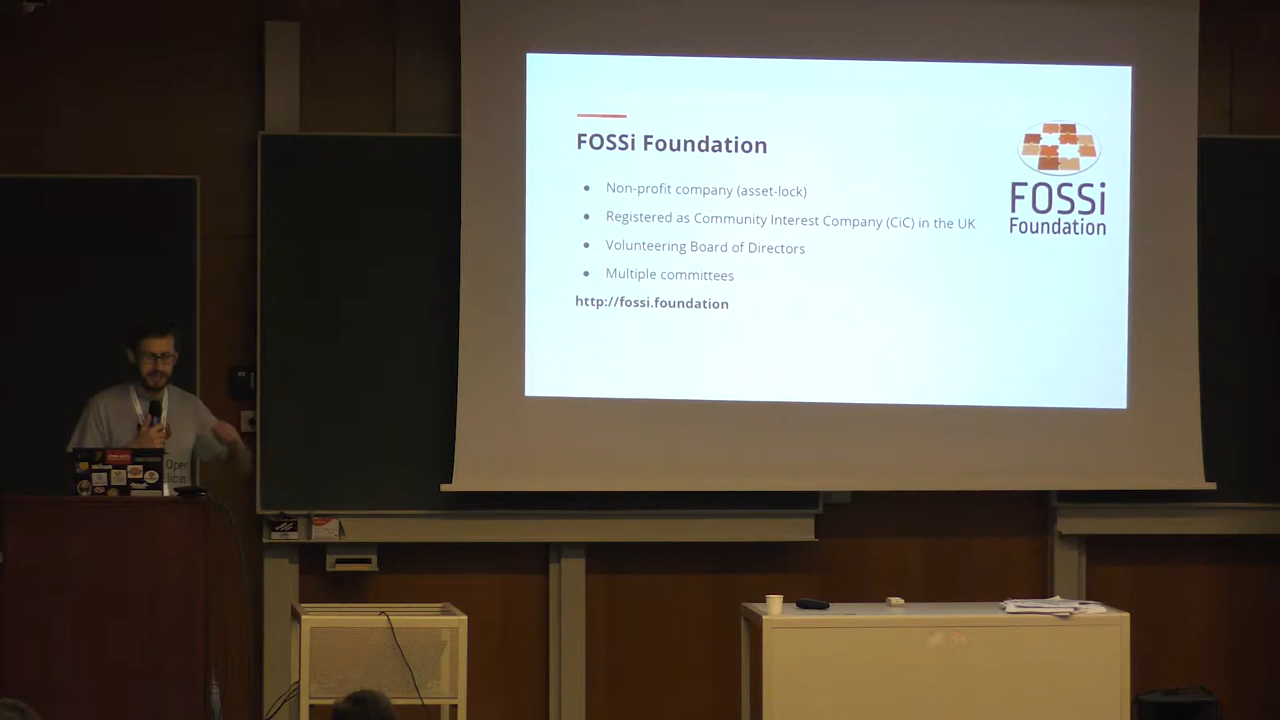 FOSSi Foundation
Non-profit company (asset-lock)
Registered as Community Interest Company (CiC) in the UK
Volunteering Board of Directors
Multiple committees
http://fossi.foundation
FOSSi
Foundation
Open